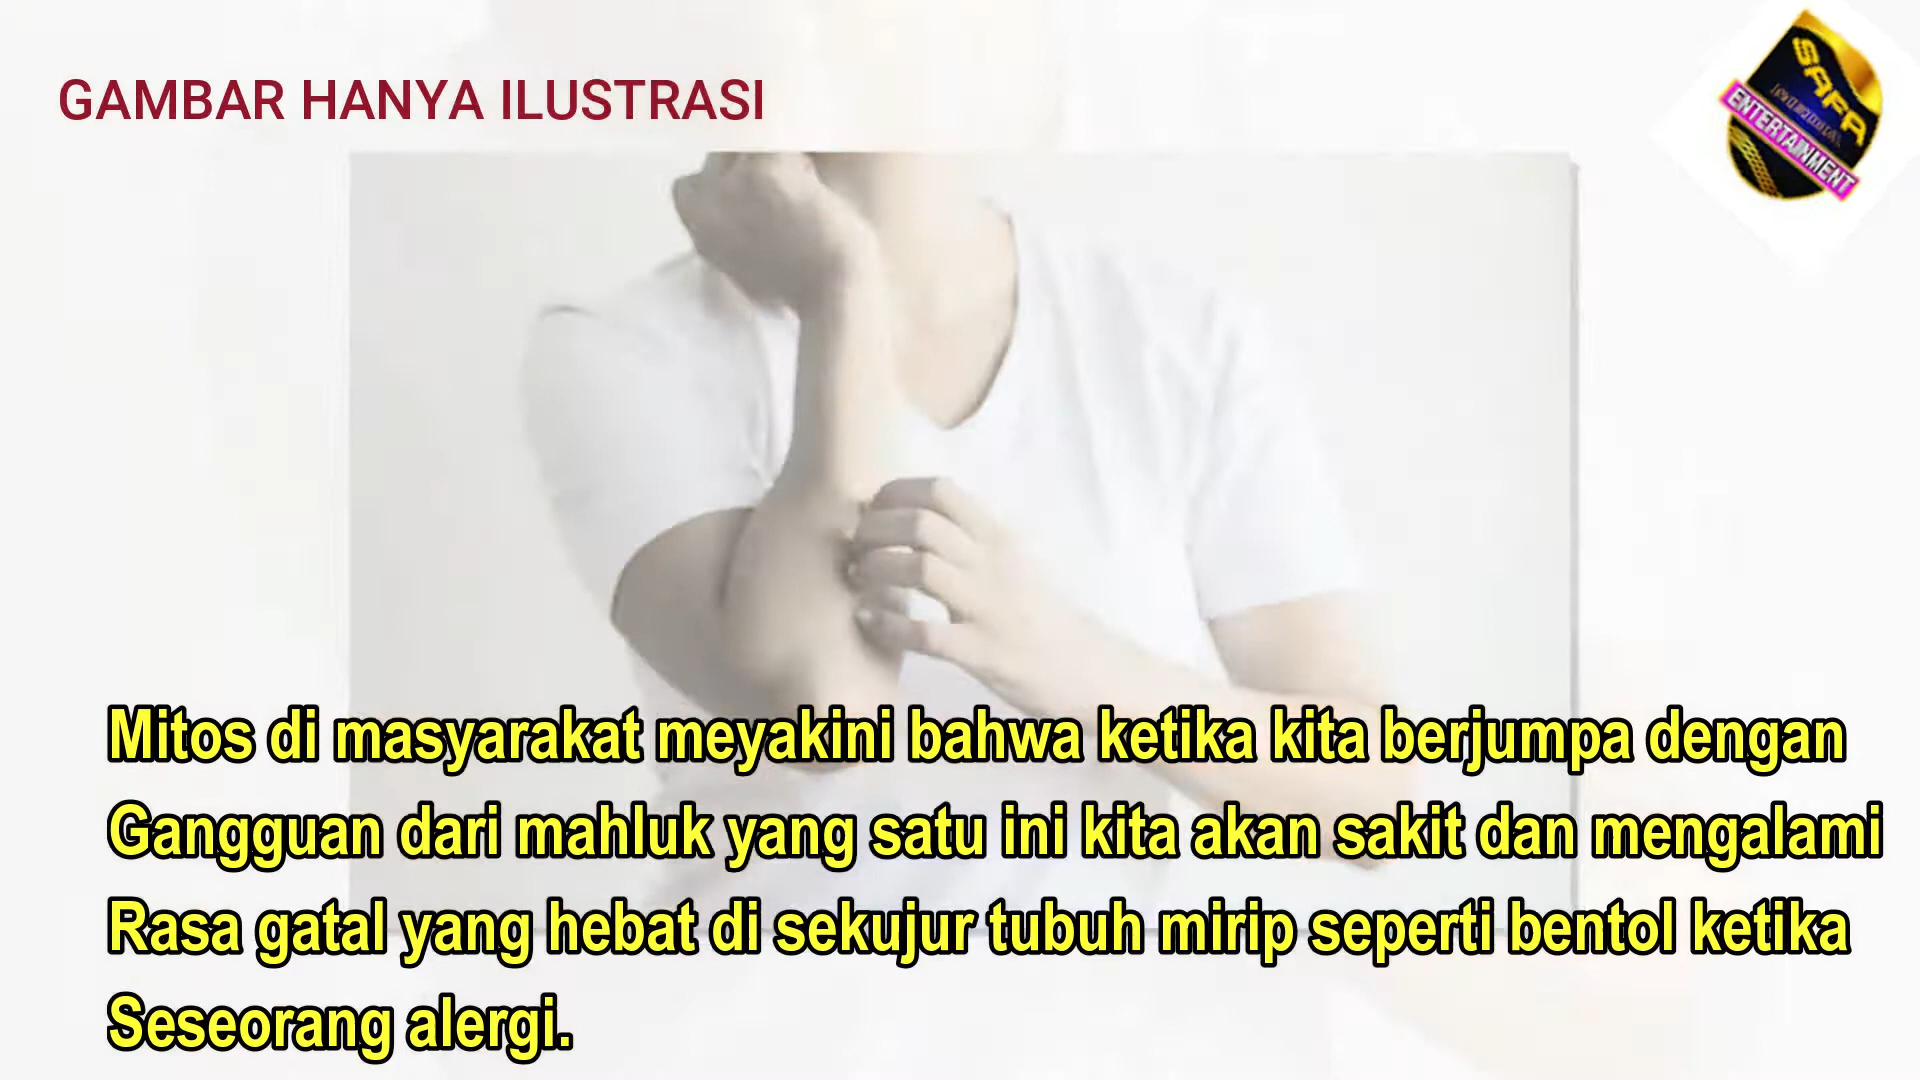 GAMBAR HANYA ILUSTRASI
SAFA
ENTERTAINMENT
Mitos di masyarakat meyakini bahwa ketika kita berjumpa dengan
Gangguan dari mahluk yang satu ini kita akan sakit dan mengalami
Rasa gatal yang hebat di sekujur tubuh mirip seperti bentol ketika
Seseorang alergi.